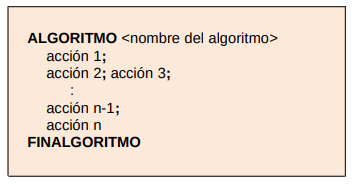 ALGORITMO <nombre del algoritmo>
acción 1;
acción 2; acción 3;
:
acción n-1;
acción n
FINALGORITMO